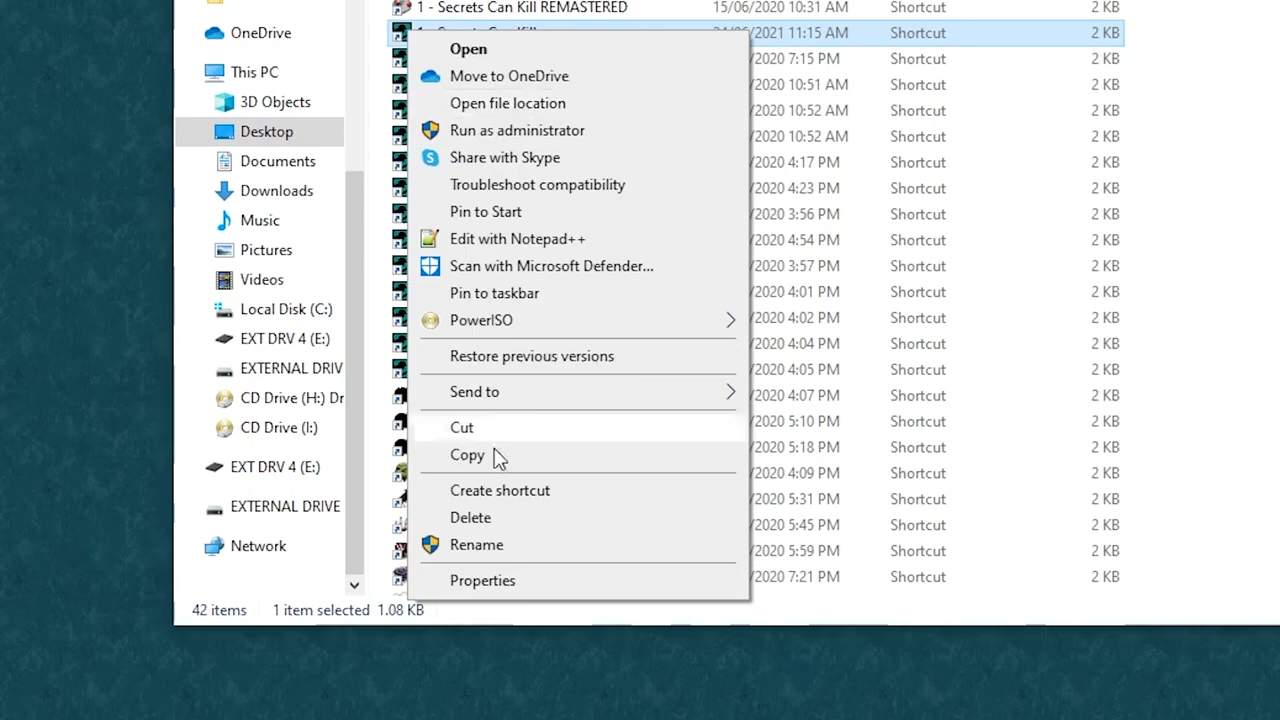 1 - Secrets Can Kill REMASTERED 15/06/2020 10:31 AM Shortcut 2 KB
11:15 AM Shortcut 2 KB
/2020 7:15 PM Shortcut 2 KB
/2020 10:51 AM Shortcut 2 KB
/2020 10:52 AM Shortcut 2 KB
/2020 10:52 AM Shortcut 2 KB
/2020 4:17 PM Shortcut 2 KB
/2020 4:23 PM Shortcut 2 KB
/2020 3:56 PM Shortcut 2 KB
/2020 4:54 PM Shortcut 2 KB
/2020 3:57 PM Shortcut 2 KB
/2020 4:01 PM Shortcut 2 KB
/2020 4:02 PM Shortcut 2 KB
/2020 4:04 PM Shortcut 2 KB
/2020 4:05 PM Shortcut 2 KB
/2020 4:07 PM Shortcut 2 KB
/2020 5:10 PM Shortcut 2 KB
/2020 5:18 PM Shortcut 2 KB
/2020 4:09 PM Shortcut 2 KB
/2020 5:31 PM Shortcut 2 KB
/2020 5:45 PM Shortcut 2 KB
/2020 5:59 PM Shortcut 2 KB
/2020 7:21 PM Shortcut 2 KB
OneDrive
This PC
3D Objects
Desktop
Documents
Downloads
Music
Pictures
Videos
Local Disk (C:)
EXT DRV 4 (E:)
EXTERNAL DRIV
CD Drive (H:) Dr
CD Drive (I:)
EXT DRV 4 (E:)
EXTERNAL DRIVE
Network
Open
Move to OneDrive
Open file location
Run as administrator
Share with Skype
Troubleshoot compatibility
Pin to Start
Edit with Notepad++
Scan with Microsoft Defender...
Pin to taskbar
PowerISO
Restore previous versions
Send to
Cut
Copy
Create shortcut
Delete
Rename
Properties
42 items 1 item selected 1.08 KB